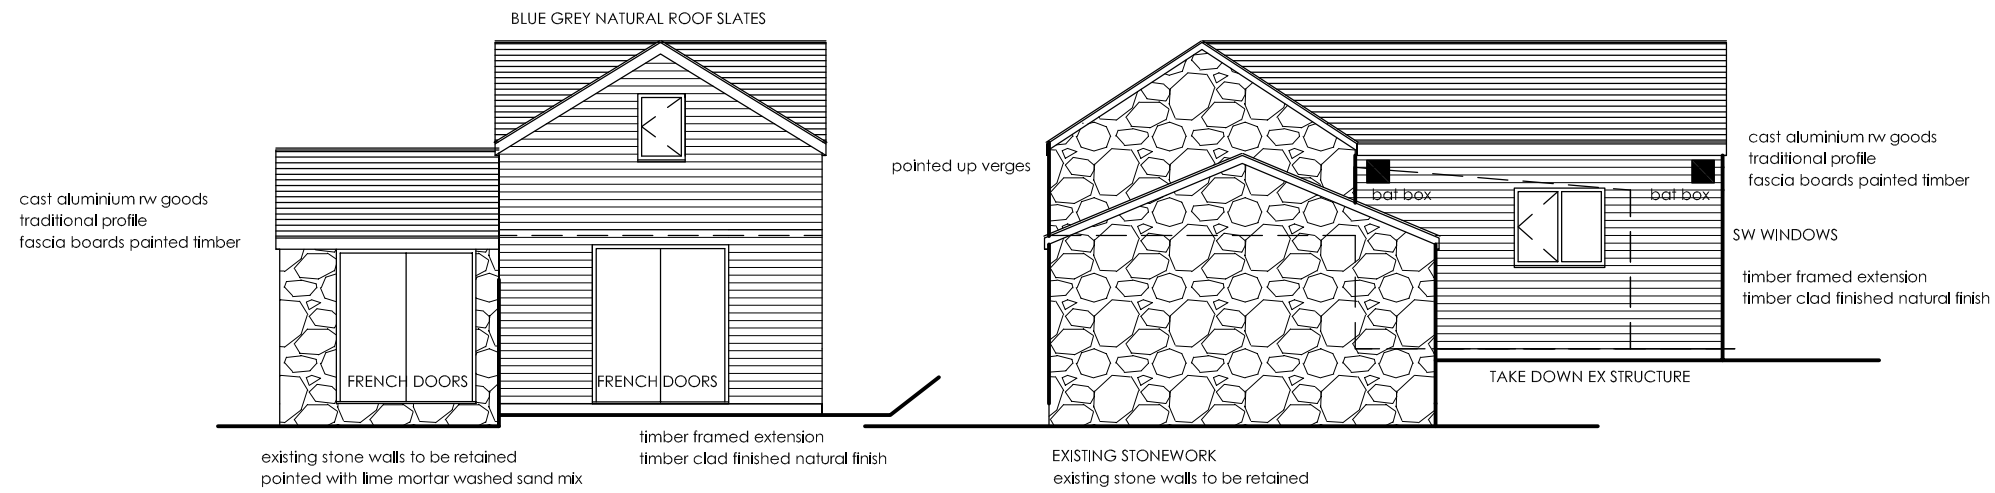 BLUE GREY NATURAL ROOF SLATES
cast aluminium rw goods
traditional profile
fascia boards painted timber
FRENCH DOORS
FRENCH DOORS
existing stone walls to be retained
pointed with lime mortar washed sand mix
timber framed extension
timber clad finished natural finish
pointed up verges
bat box
bat box
cast aluminium rw goods
traditional profile
fascia boards painted timber
SW WINDOWS
timber framed extension
timber clad finished natural finish
TAKE DOWN EX STRUCTURE
EXISTING STONEWORK
existing stone walls to be retained